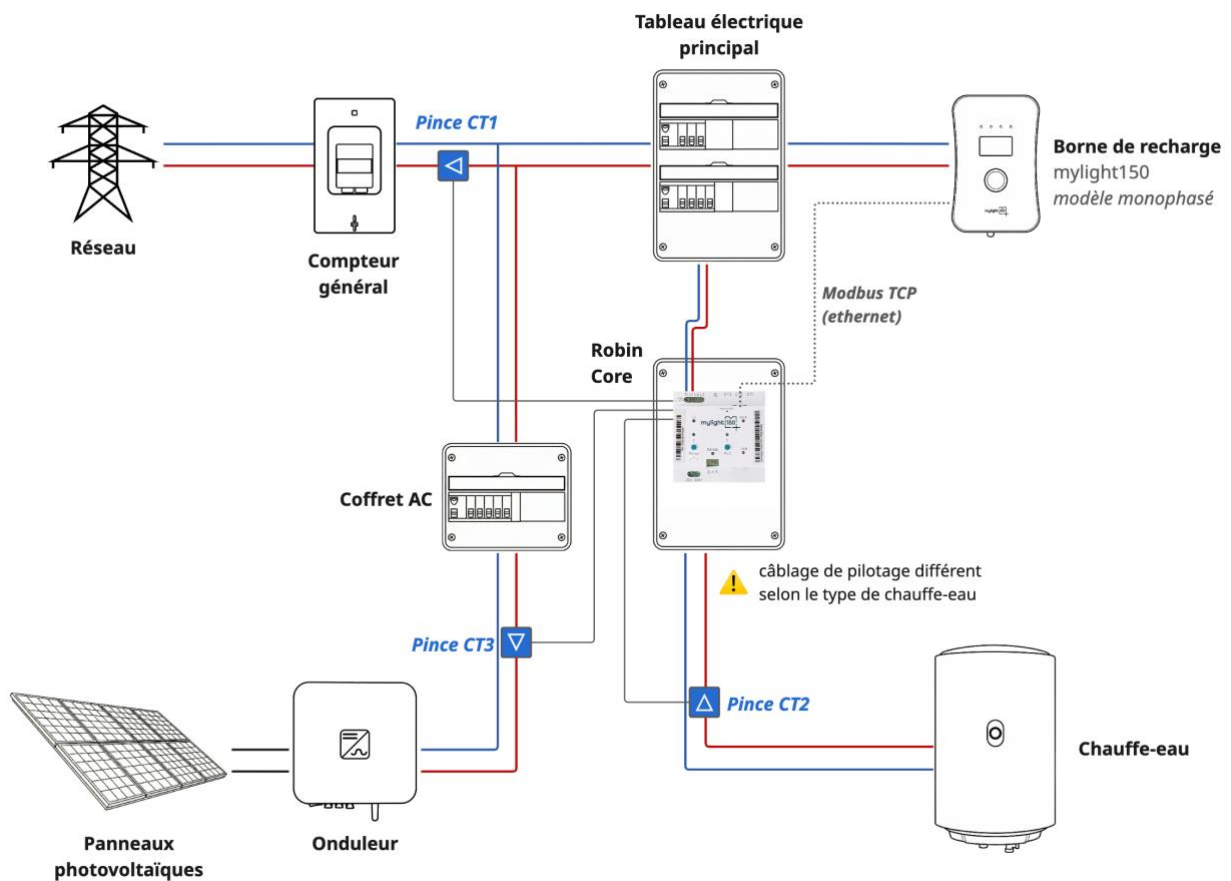 Tableau électrique
principal
Pince CT1
Borne de recharge
mylight150
modèle monophasé
Réseau
Compteur
général
Modbus TCP
(ethernet)
Robin
Core
mylight150
Coffret AC
câblage de pilotage différent
selon le type de chauffe-eau
Pince CT3
Pince CT2
Chauffe-eau
Panneaux
photovoltaïques
Onduleur